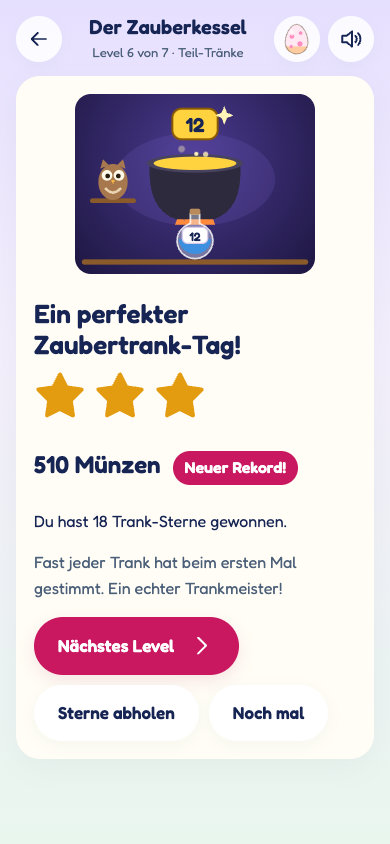 Der Zauberkessel
Level 6 von 7 · Teil-Tränke
12
12
Ein perfekter
Zaubertrank-Tag!
510 Münzen
Neuer Rekord!
Du hast 18 Trank-Sterne gewonnen.
Fast jeder Trank hat beim ersten Mal
gestimmt. Ein echter Trankmeister!
Nächstes Level
Sterne abholen
Noch mal